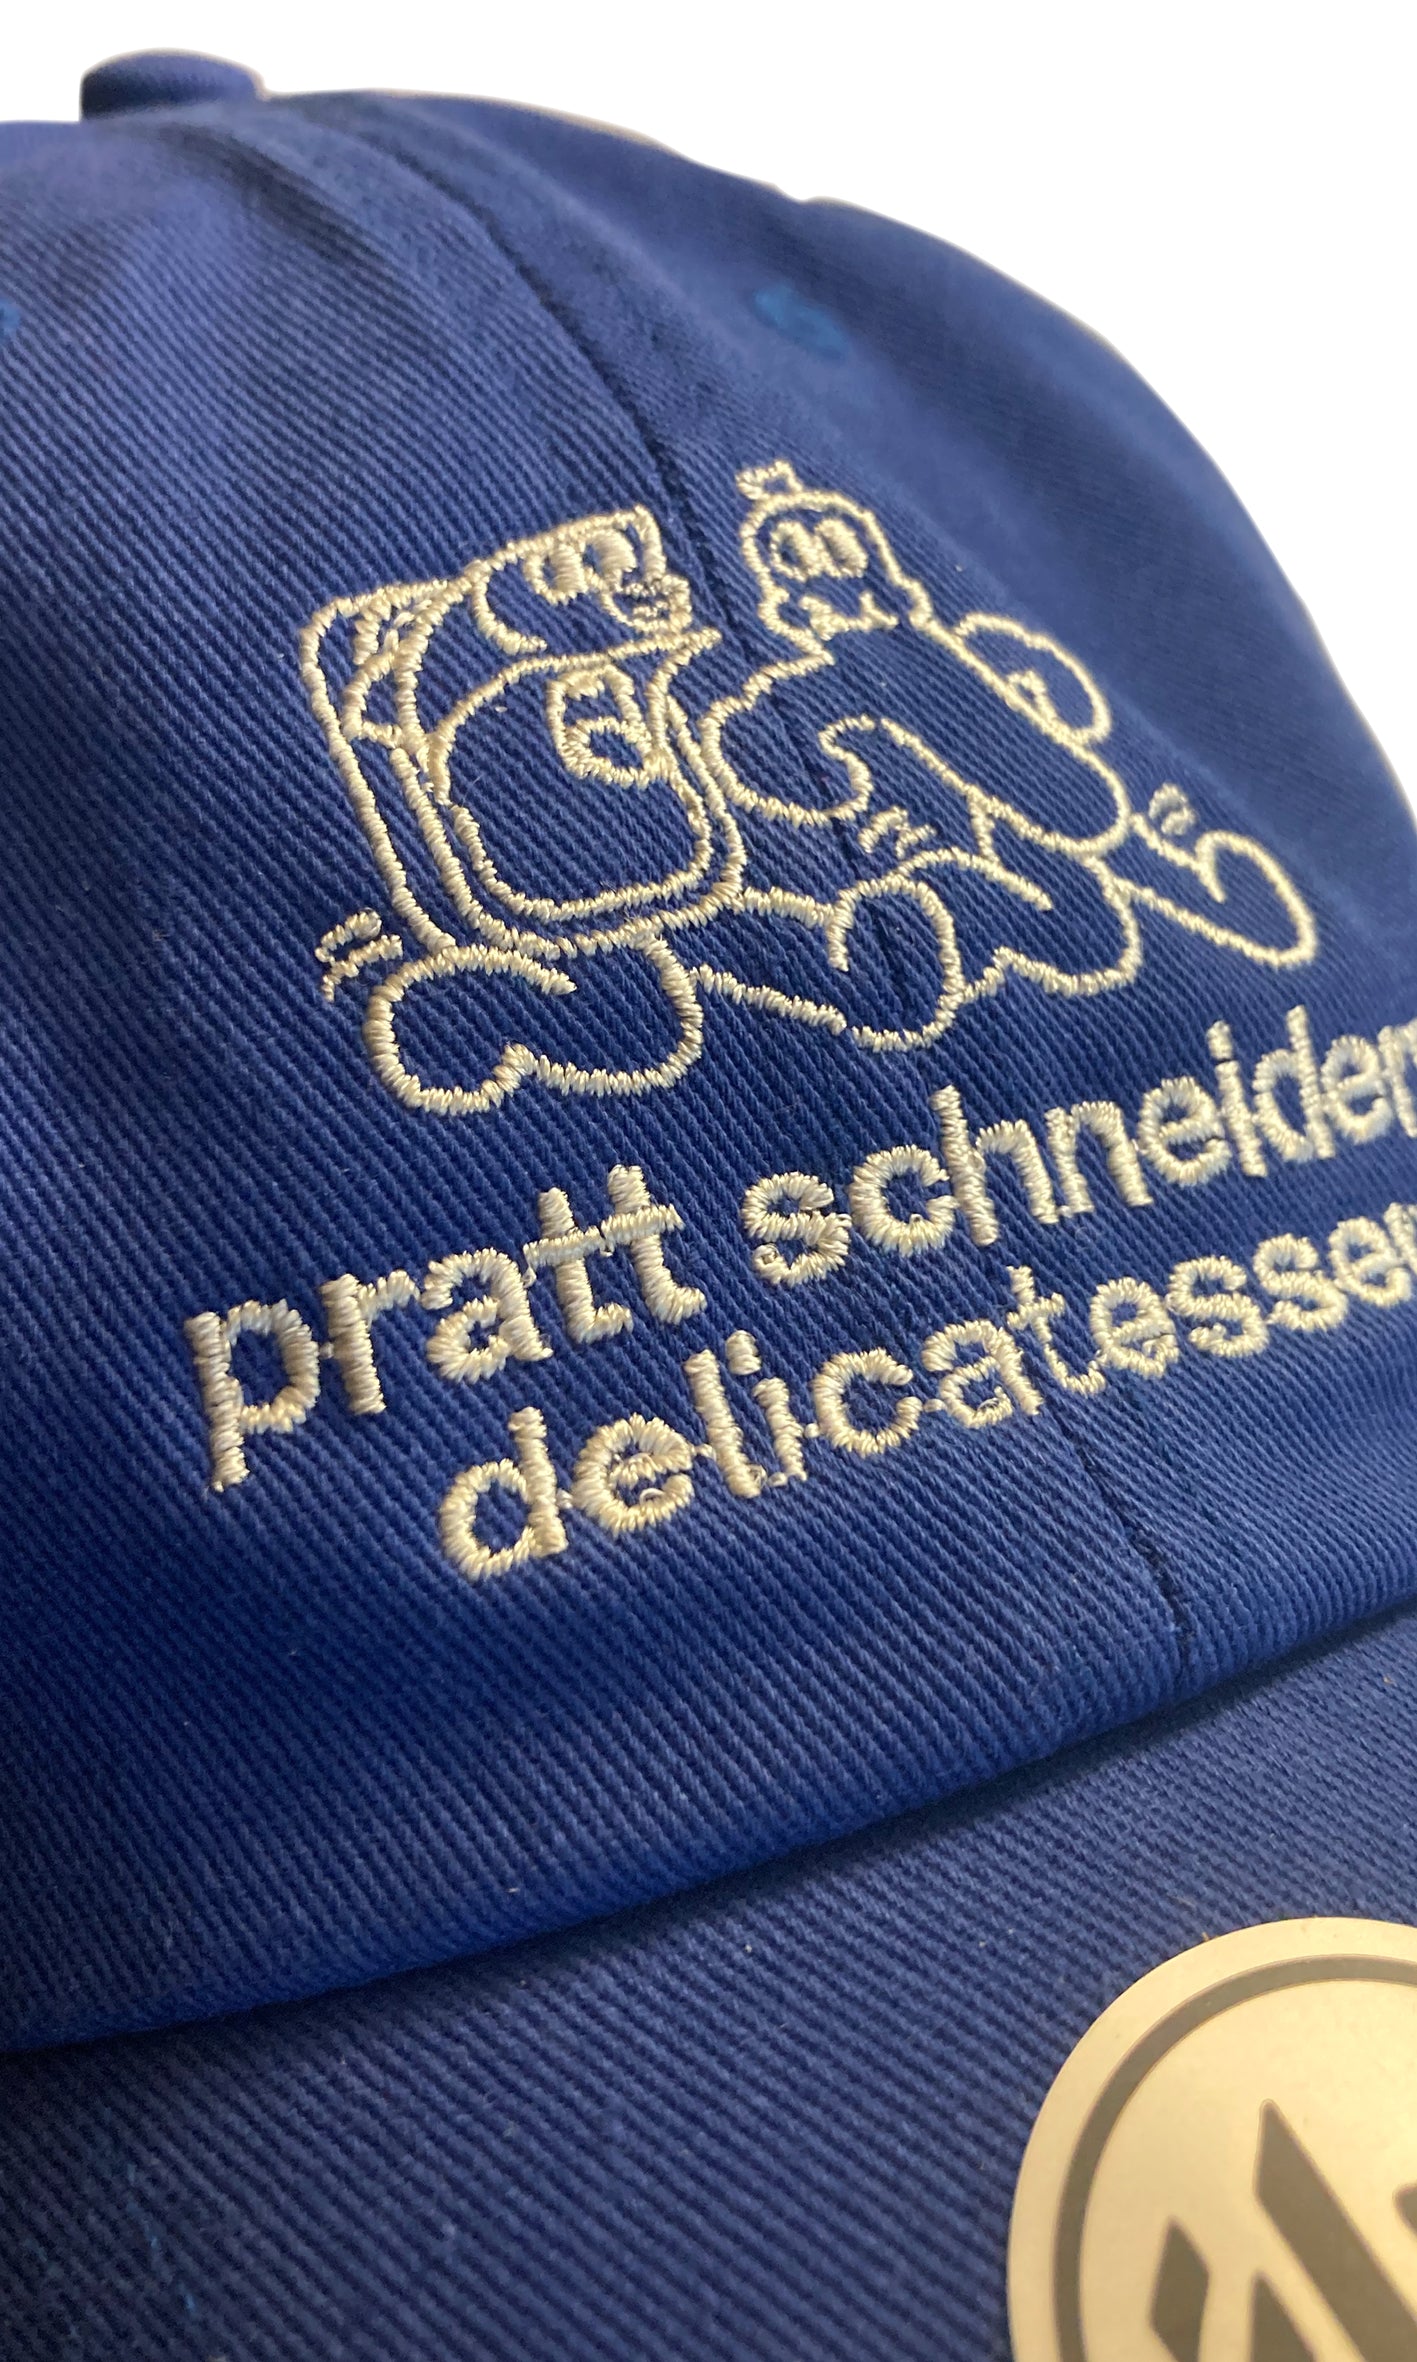 pratt schneider
delicatessen